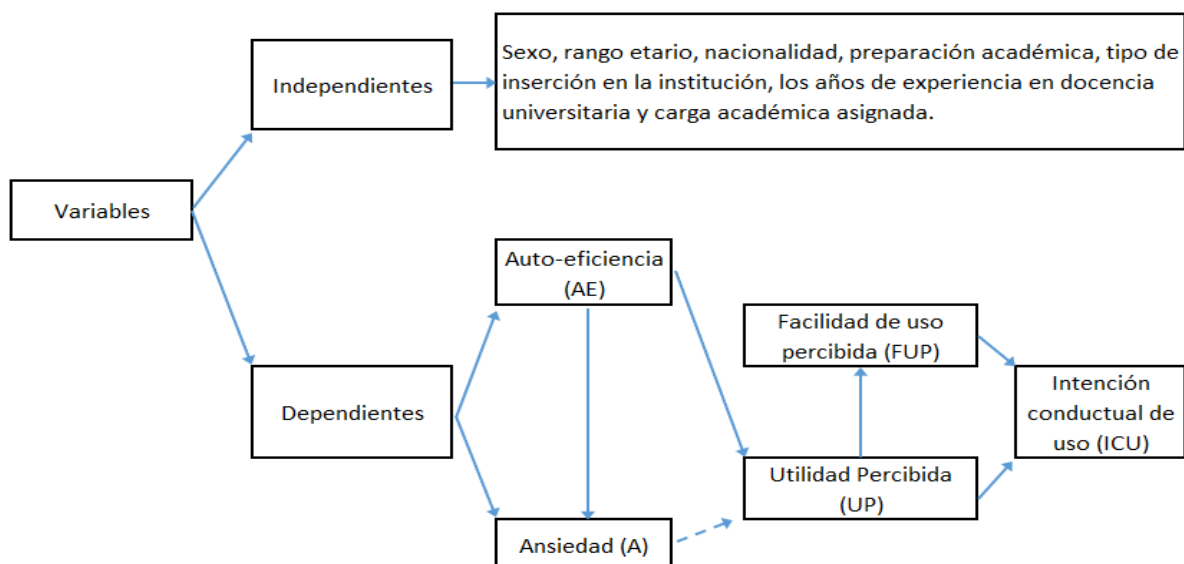 Sexo, rango etario, nacionalidad, preparación académica, tipo de
inserción en la institución, los años de experiencia en docencia
universitaria y carga académica asignada.
Independientes
Variables
Auto-eficiencia
(AE)
Facilidad de uso
percibida (FUP)
Dependientes
Intención
conductual de
uso (ICU)
Utilidad Percibida
(UP)
Ansiedad (A)